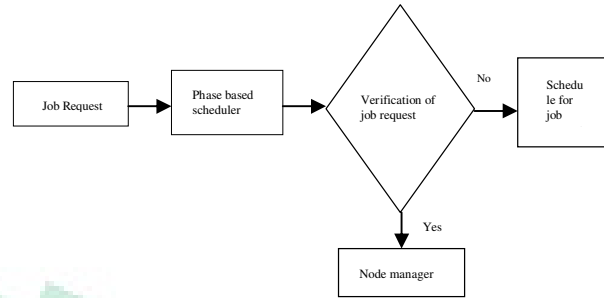 Job Request
Phase based
scheduler
Verification of
job request
No
Schedu
le for
job
Yes
Node manager